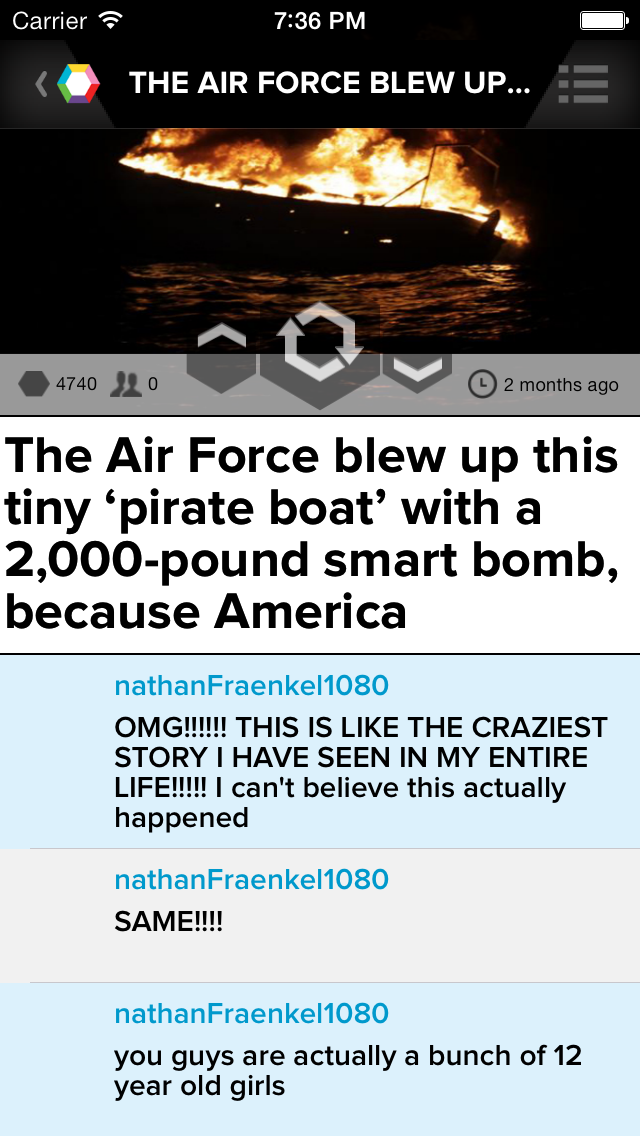 Carrier 7:36 PM
THE AIR FORCE BLEW UP...
4740 0 2 months ago
The Air Force blew up this
tiny ‘pirate boat’ with a
2,000-pound smart bomb,
because America
nathanFraenkel1080
OMG!!!!!! THIS IS LIKE THE CRAZIEST
STORY I HAVE SEEN IN MY ENTIRE
LIFE!!!!! I can't believe this actually
happened
nathanFraenkel1080
SAME!!!!
nathanFraenkel1080
you guys are actually a bunch of 12
year old girls